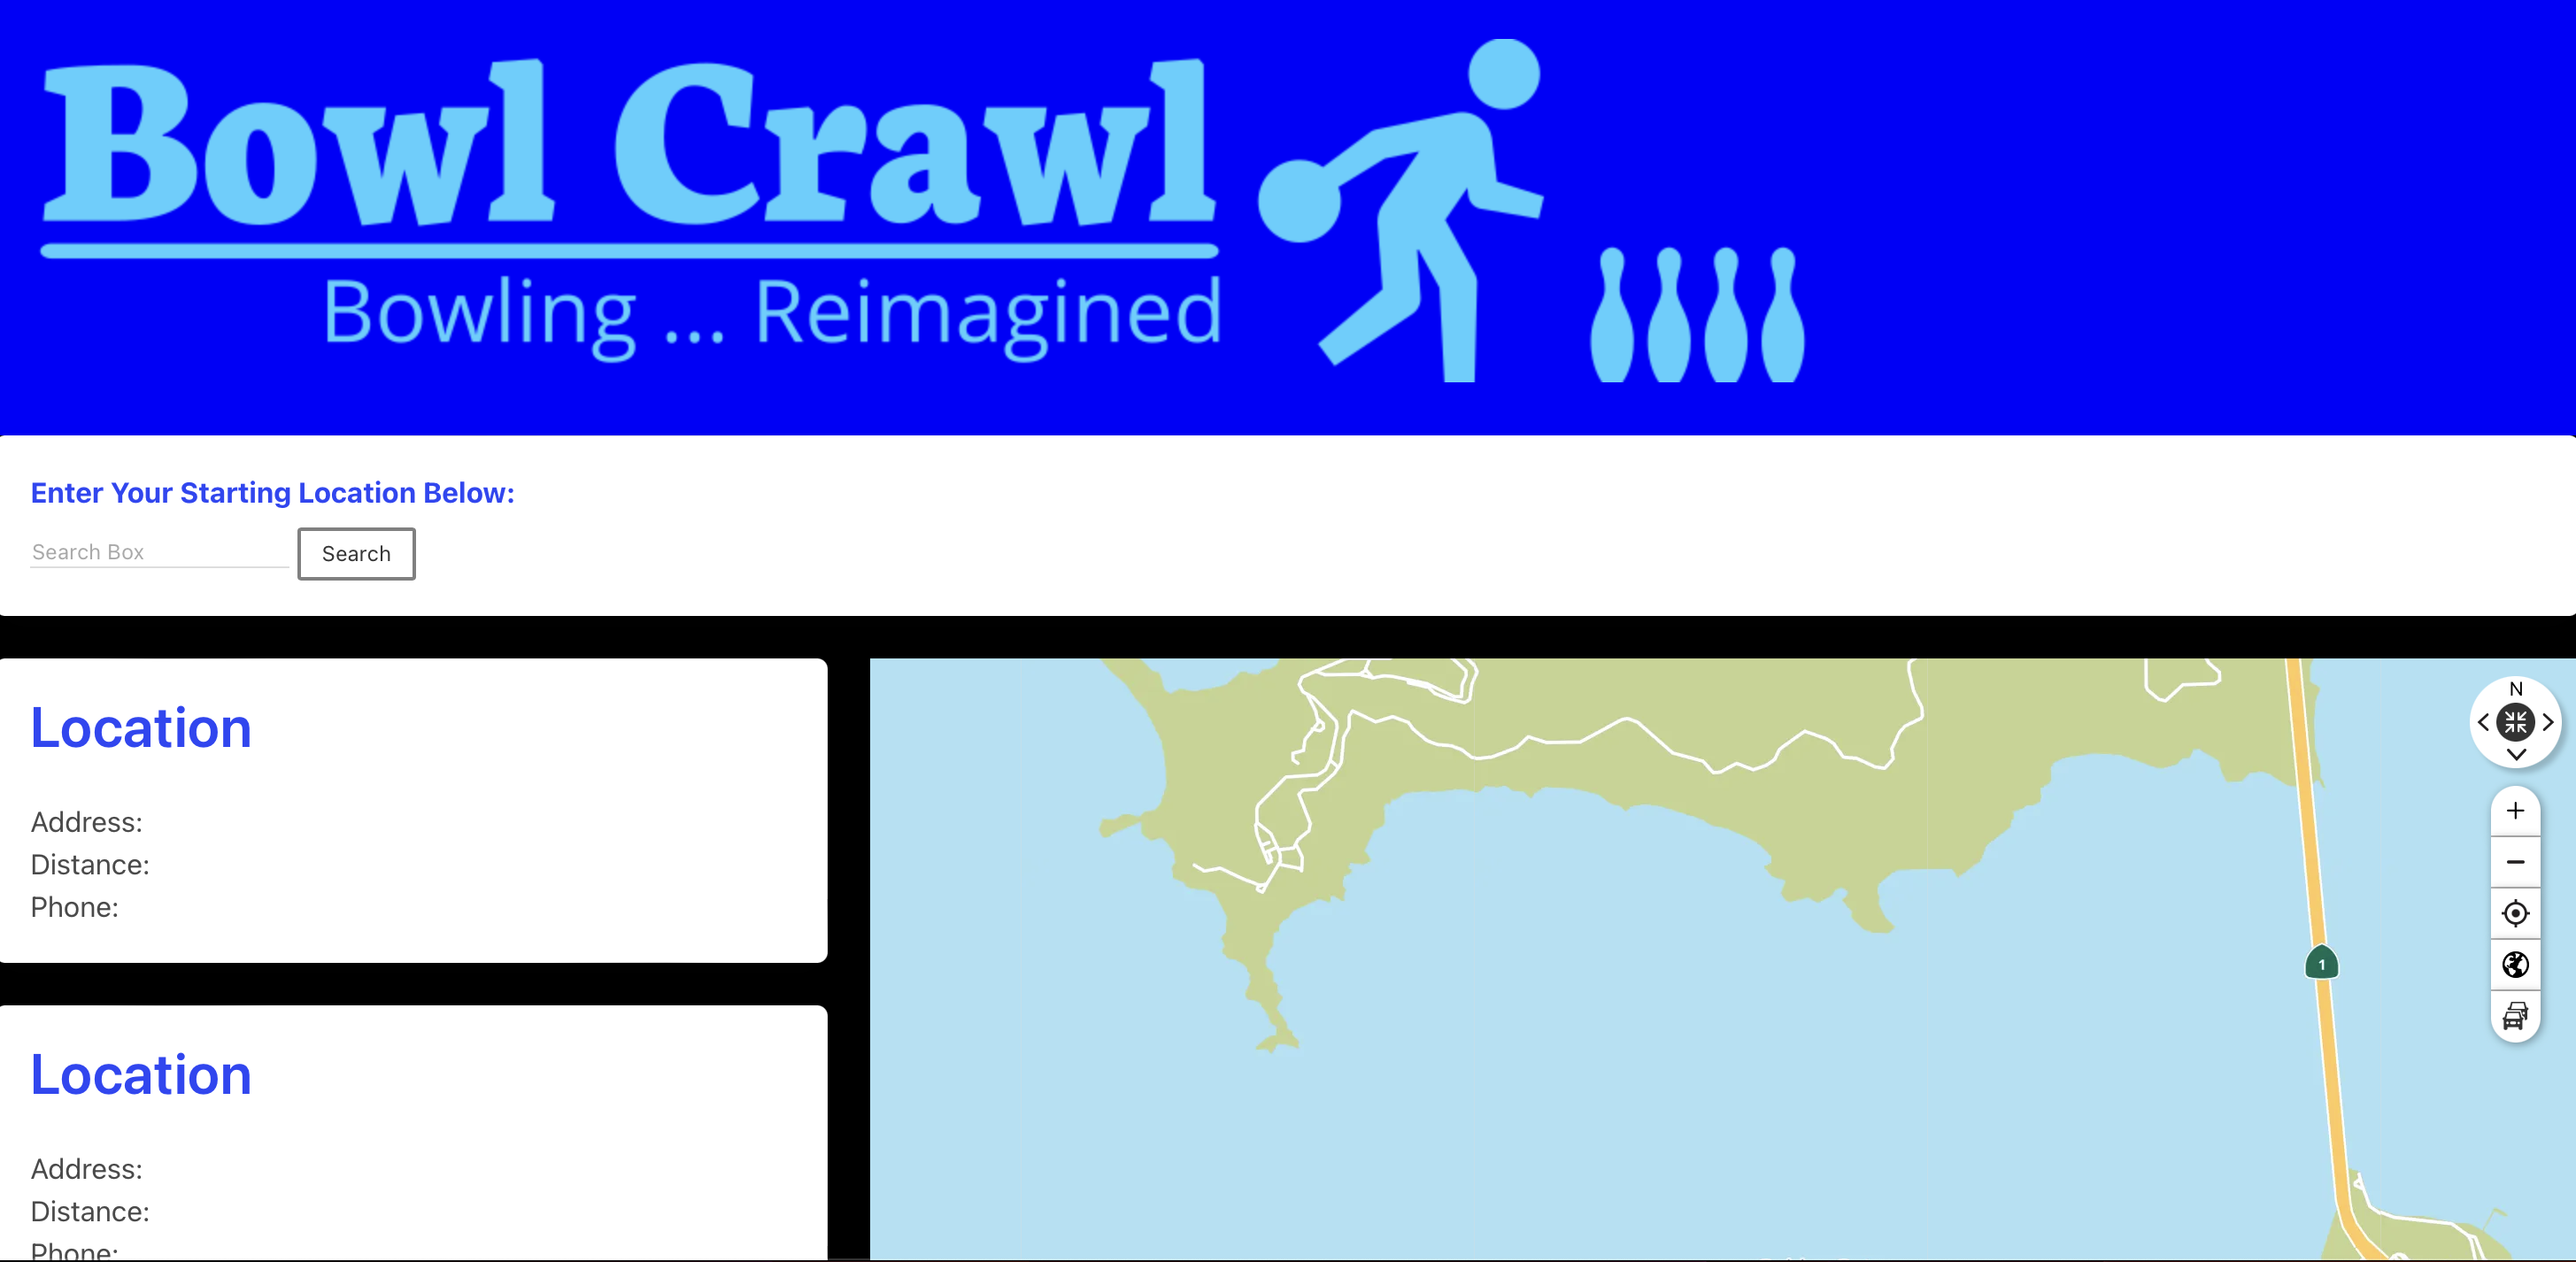 Bowl Crawl
Bowling ... Reimagined
Enter Your Starting Location Below:
Search Box
Search
Location
Address:
Distance:
Phone:
Location
Address:
Distance:
Phone:
N
1